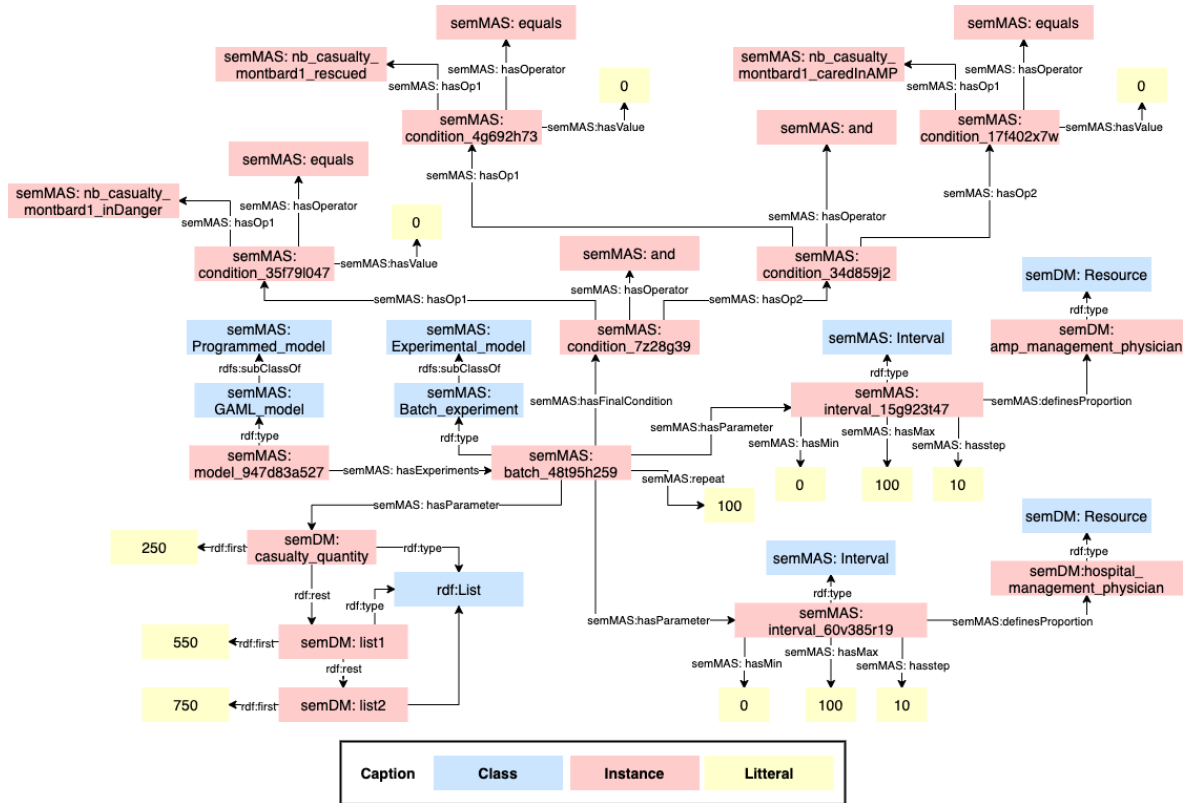 semMAS: equals
semMAS: equals
semMAS: nb_casualty_
montbard1_rescued
semMAS: hasOperator
semMAS: hasOp1
0
semMAS: nb_casualty_
montbard1_caredInAMP
semMAS: hasOperator
semMAS: hasOp1
0
semMAS:
condition_4g692h73
semMAS:hasValue
semMAS: and
semMAS:
condition_17f402x7w
semMAS:hasValue
semMAS: equals
semMAS: hasOp1
semMAS: hasOp2
semMAS: nb_casualty_
montbard1_inDanger
semMAS: hasOperator
semMAS: hasOp1
semMAS: hasOperator
0
semMAS:
condition_35f79l047
semMAS:hasValue
semMAS: and
semMAS:
condition_34d859j2
semMAS: hasOp1
semMAS: hasOperator
semMAS: hasOp2
semDM: Resource
rdf:type
semMAS:
Programmed_model
semMAS:
Experimental_model
semMAS:
condition_7z28g39
semMAS: Interval
semDM:
amp_management_physician
rdfs:subClassOf
rdfs:subClassOf
rdf:type
semMAS:
GAML_model
semMAS:
Batch_experiment
semMAS:hasFinalCondition
semMAS:
interval_15g923t47
semMAS:definesProportion
rdf:type
rdf:type
semMAS:hasParameter
semMAS: hasMin
semMAS: hasMax
semMAS: hasstep
semMAS:
model_947d83a527
semMAS: hasExperiments
semMAS:
batch_48t95h259
semMAS:repeat
0
100
10
100
semMAS: hasParameter
semDM: Resource
250
rdf:first
semDM:
casualty_quantity
rdf:type
semMAS: Interval
rdf:type
semDM:hospital_
management_physician
rdf:rest
rdf:type
rdf:List
rdf:type
semMAS:hasParameter
semMAS:
interval_60v385r19
semMAS:definesProportion
550
rdf:first
semDM: list1
rdf:rest
semMAS: hasMin
semMAS: hasMax
semMAS: hasstep
750
rdf:first
semDM: list2
0
100
10
Caption
Class
Instance
Litteral